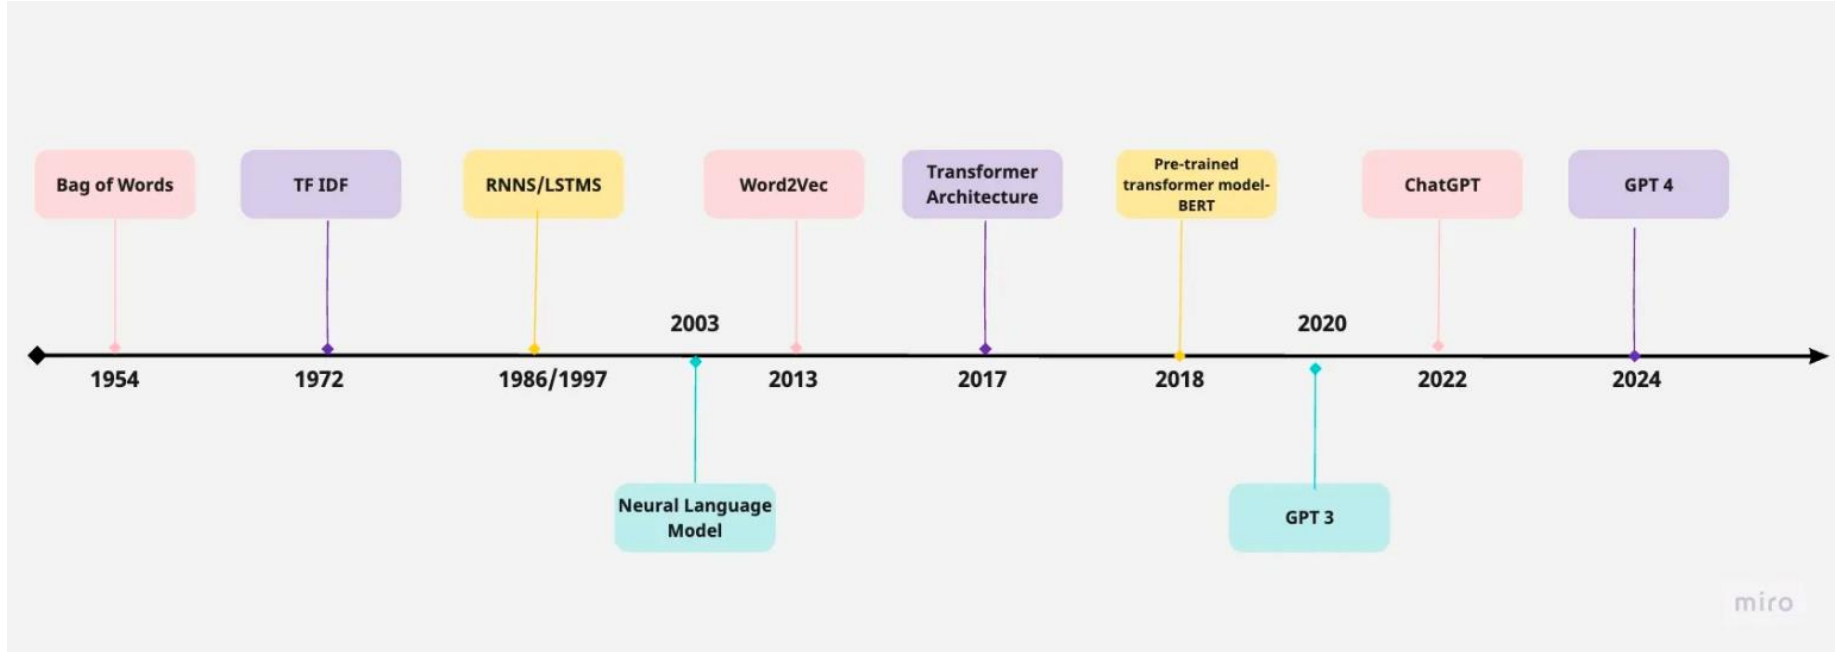 Bag of Words
TF IDF
RNNS/LSTMS
Word2Vec
Transformer
Architecture
Pre-trained
transformer model-
BERT
ChatGPT
GPT 4
2003
2020
1954
1972
1986/1997
2013
2017
2018
2022
2024
Neural Language
Model
GPT 3
miro